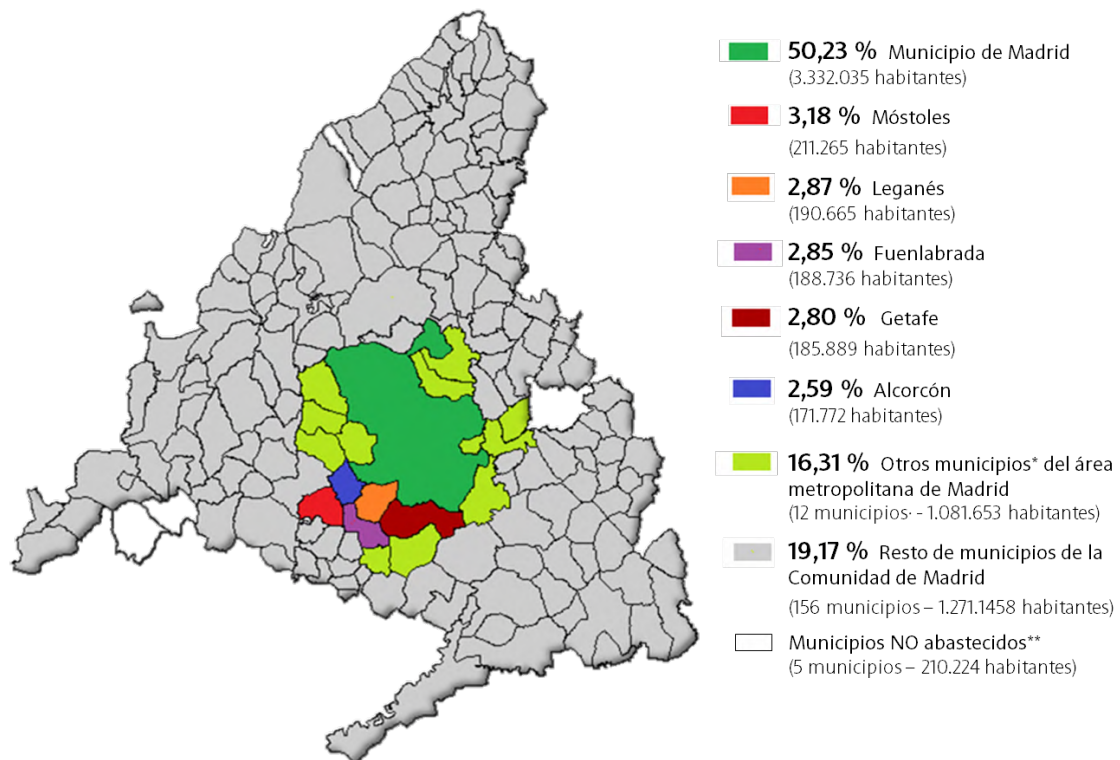 50,23 % Municipio de Madrid
(3.332.035 habitantes)
3,18 % Móstoles
(211.265 habitantes)
2,87 % Leganés
(190.665 habitantes)
2,85 % Fuenlabrada
(188.736 habitantes)
2,80 % Getafe
(185.889 habitantes)
2,59 % Alcorcón
(171.772 habitantes)
16,31 % Otros municipios* del área
metropolitana de Madrid
(12 municipios· - 1.081.653 habitantes)
19,17 % Resto de municipios de la
Comunidad de Madrid
(156 municipios – 1.271.1458 habitantes)
Municipios NO abastecidos**
(5 municipios – 210.224 habitantes)